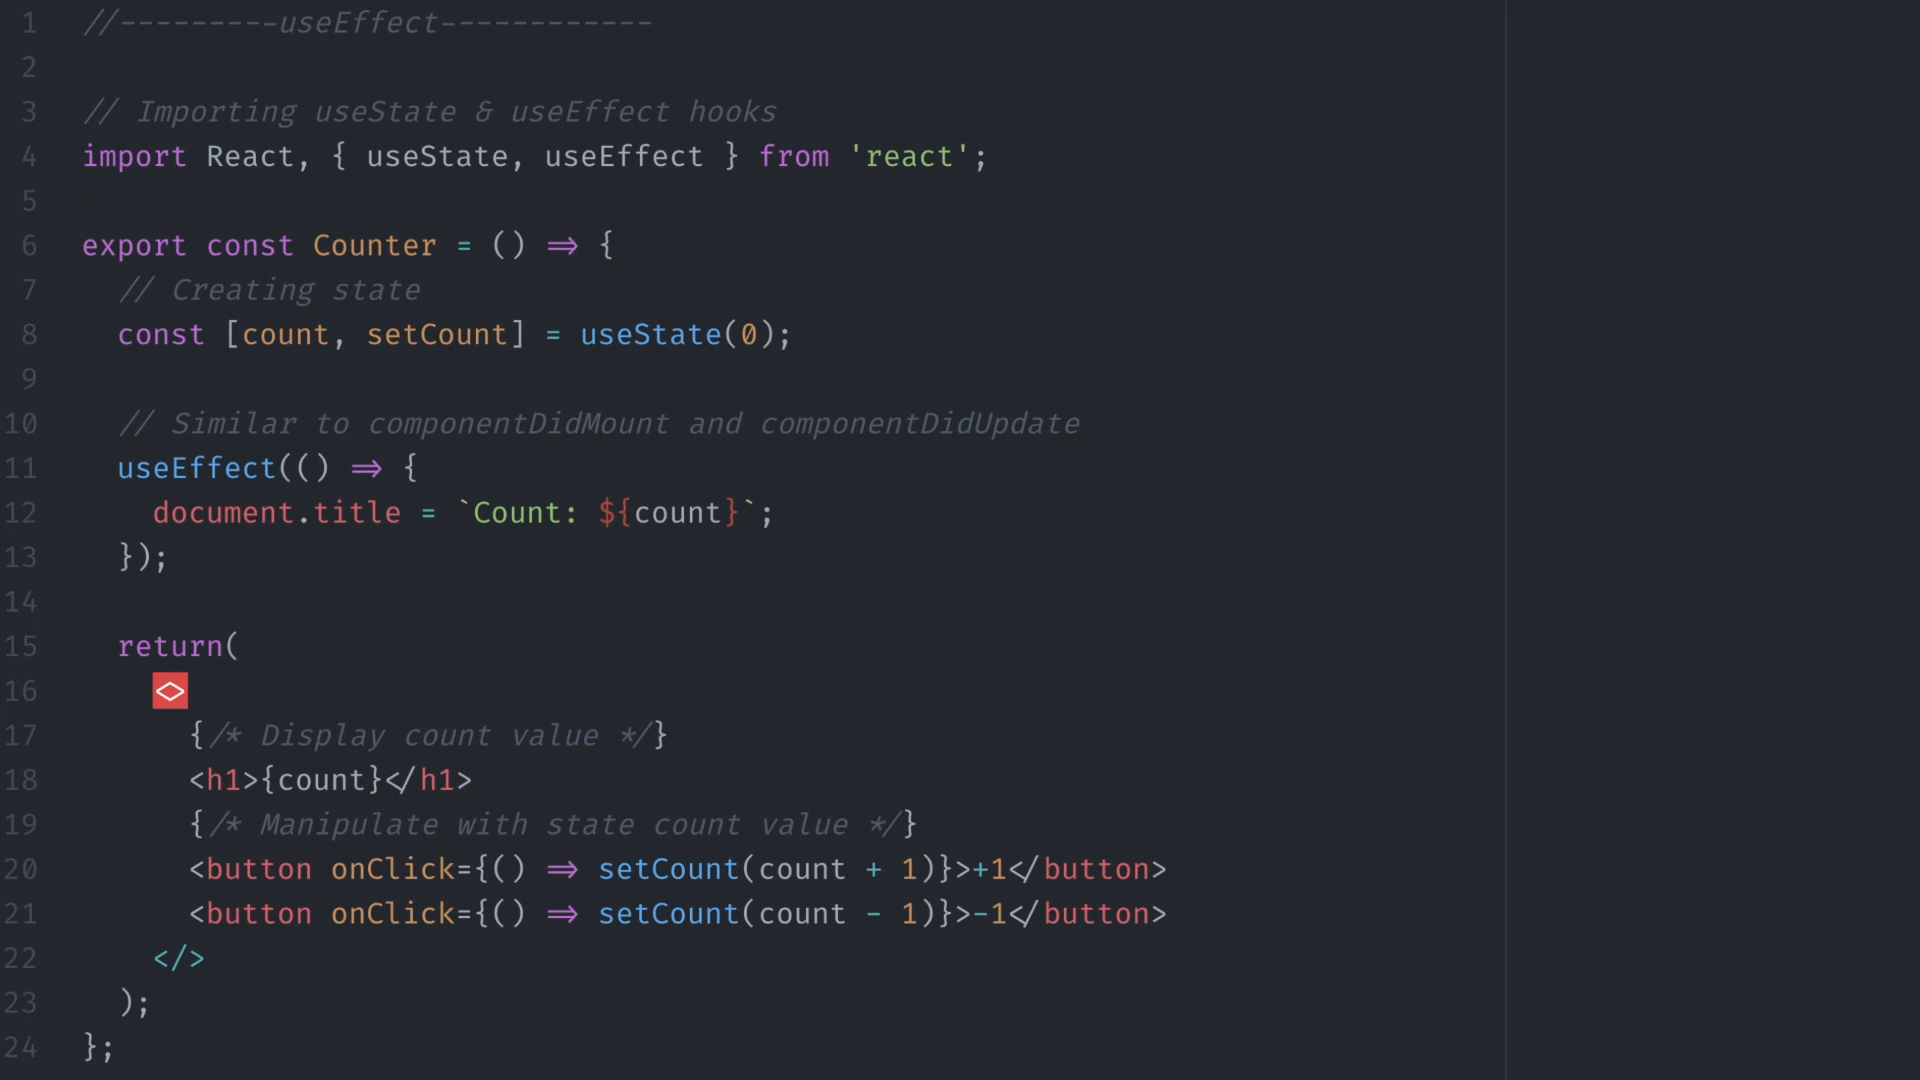 1 //---------useEffect------------
2
3 // Importing useState & useEffect hooks
4 import React, { useState, useEffect } from 'react';
5
6 export const Counter = () => {
7   // Creating state
8   const [count, setCount] = useState(0);
9
10   // Similar to componentDidMount and componentDidUpdate
11   useEffect(() => {
12     document.title = `Count: ${count}`;
13   });
14
15   return(
16     <>
17       {/* Display count value */}
18       <h1>{count}</h1>
19       {/* Manipulate with state count value */}
20       <button onClick={() => setCount(count + 1)}>+1</button>
21       <button onClick={() => setCount(count - 1)}>-1</button>
22     </>
23   );
24 };